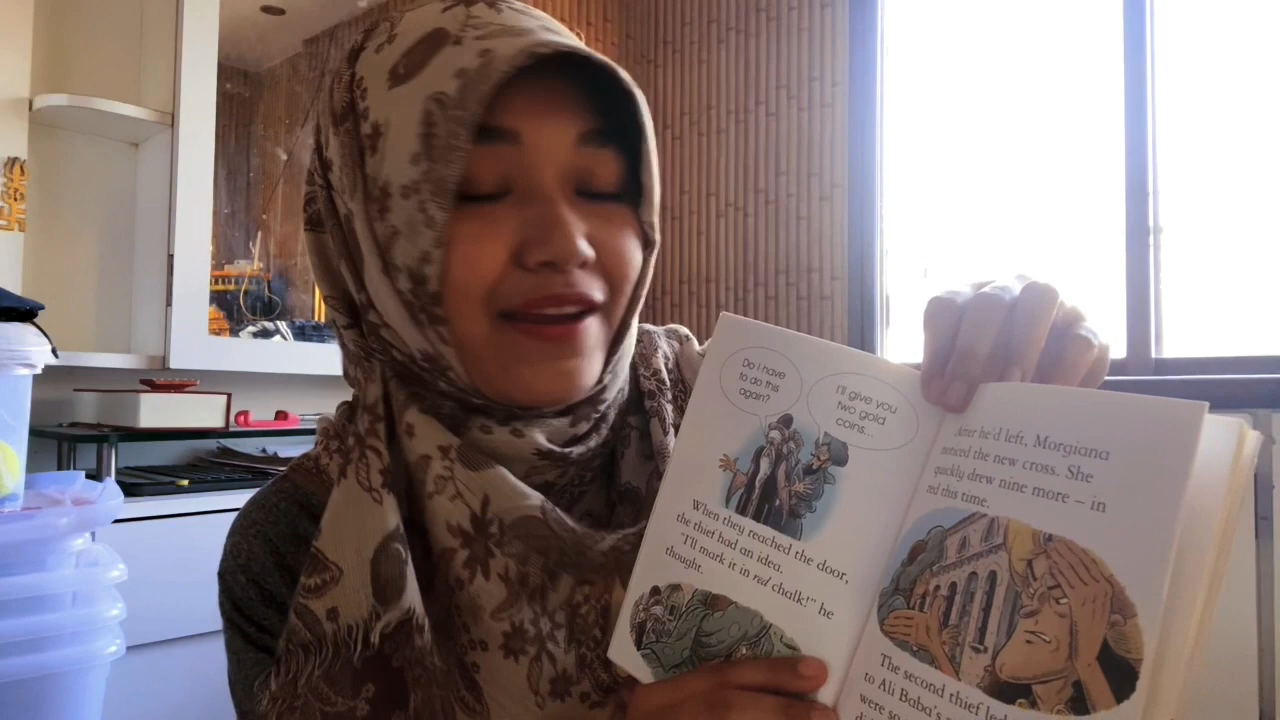 Do I have
to do this
again?
I'll give you
two gold
coins...
When they reached the door,
the thief had an idea.
"I'll mark it in red chalk!" he
thought.
After he'd left, Morgiana
noticed the new cross. She
quickly drew nine more – in
red this time.
The second thief led
to Ali Baba's
were so